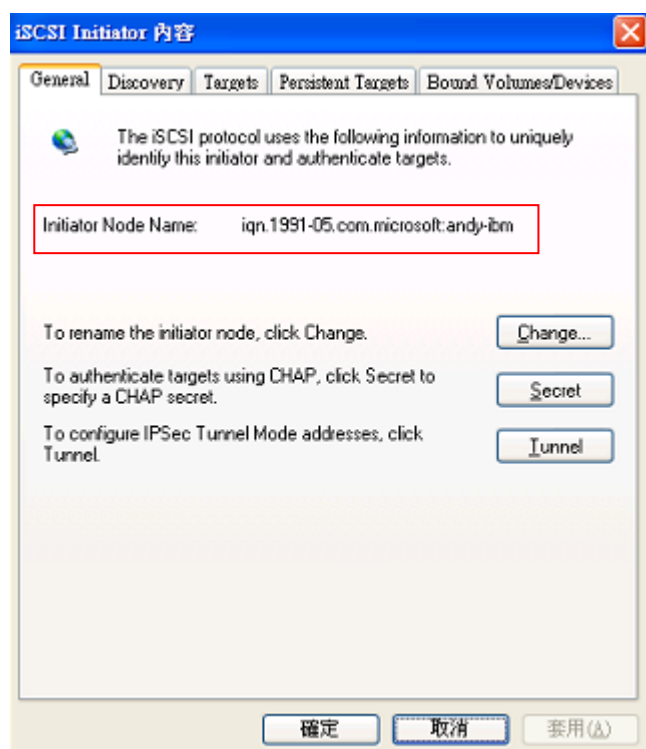 iSCSI Initiator 內容
General Discovery Targets Persistent Targets Bound Volumes/Devices
The iSCSI protocol uses the following information to uniquely
identify this initiator and authenticate targets.
Initiator Node Name: iqn.1991-05.com.microsoft:andy-ibm
To rename the initiator node, click Change.
Change...
To authenticate targets using CHAP, click Secret to
specify a CHAP secret.
Secret
To configure IPSec Tunnel Mode addresses, click
Tunnel.
Tunnel
確定 取消 套用(A)